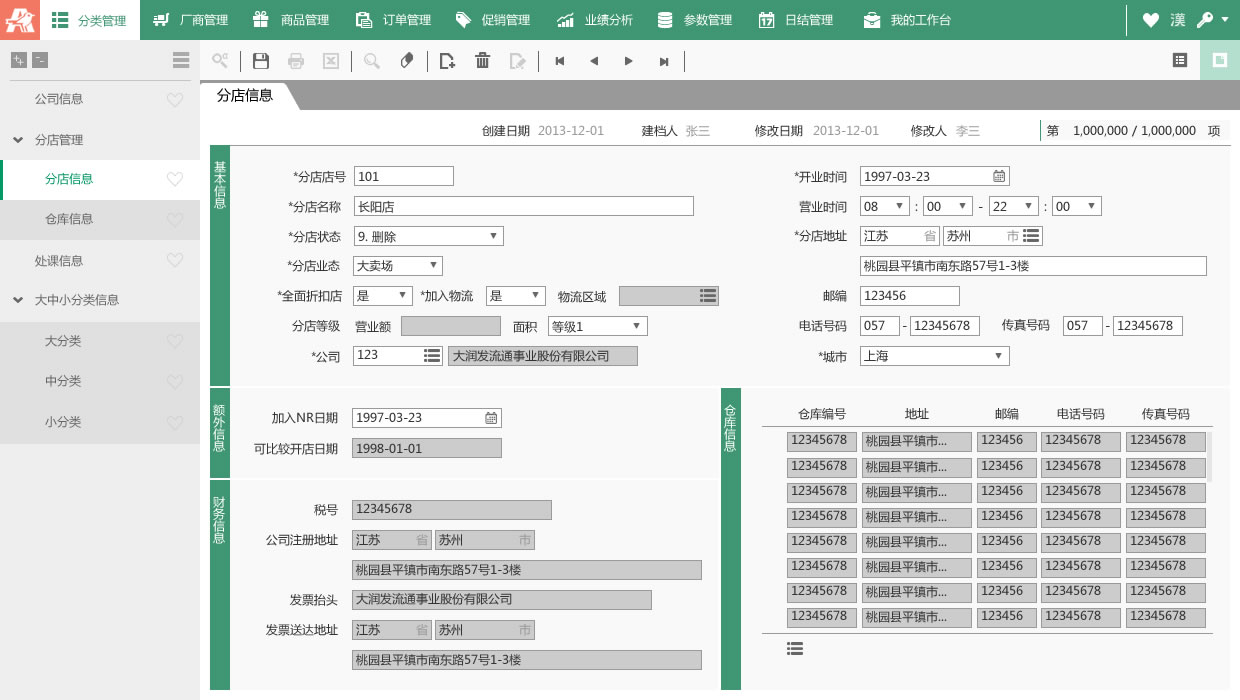 分类管理 厂商管理 商品管理 订单管理 促销管理 业绩分析 参数管理 日结管理 我的工作台 漢
公司信息
分店管理
分店信息
仓库信息
处课信息
大中小分类信息
大分类
中分类
小分类
分店信息
创建日期 2013-12-01 建档人 张三 修改日期 2013-12-01 修改人 李三 第 1,000,000 / 1,000,000 项
基本信息
*分店店号 101 *开业时间 1997-03-23
*分店名称 长阳店 营业时间 08 : 00 - 22 : 00
*分店状态 9. 删除 *分店地址 江苏 省 苏州 市
*分店业态 大卖场 桃园县平镇市南东路57号1-3楼
*全面折扣店 是 *加入物流 是 物流区域 邮编 123456
分店等级 营业额 面积 等级1 电话号码 057 - 12345678 传真号码 057 - 12345678
*公司 123 大润发流通事业股份有限公司 *城市 上海
额外信息
加入NR日期 1997-03-23
可比较开店日期 1998-01-01
财务信息
税号 12345678
公司注册地址 江苏 省 苏州 市
桃园县平镇市南东路57号1-3楼
发票抬头 大润发流通事业股份有限公司
发票送达地址 江苏 省 苏州 市
桃园县平镇市南东路57号1-3楼
仓库信息
仓库编号 地址 邮编 电话号码 传真号码
12345678 桃园县平镇市... 123456 12345678 12345678
12345678 桃园县平镇市... 123456 12345678 12345678
12345678 桃园县平镇市... 123456 12345678 12345678
12345678 桃园县平镇市... 123456 12345678 12345678
12345678 桃园县平镇市... 123456 12345678 12345678
12345678 桃园县平镇市... 123456 12345678 12345678
12345678 桃园县平镇市... 123456 12345678 12345678
12345678 桃园县平镇市... 123456 12345678 12345678